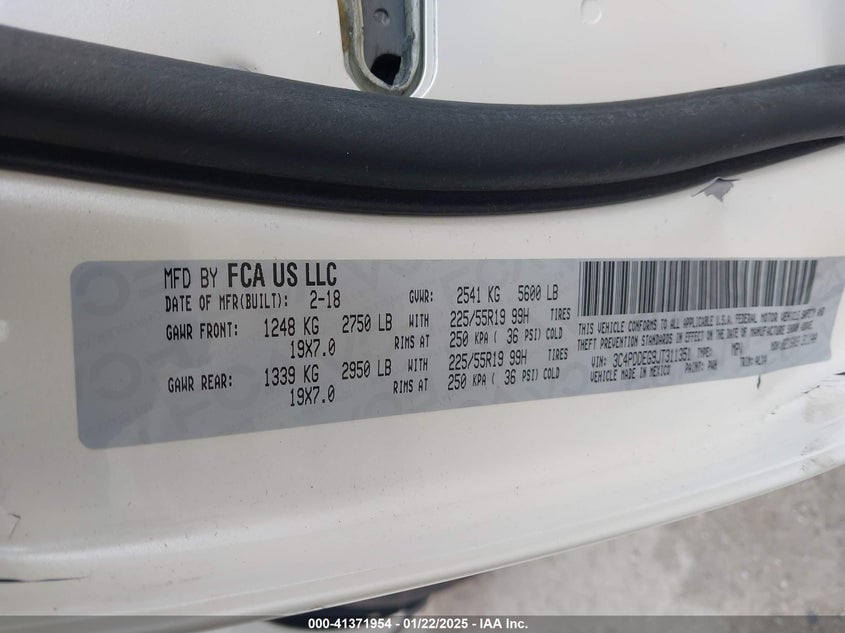 MFD BY FCA US LLC
DATE OF MFR(BUILT): 2-18 GVWR: 2541 KG 5600 LB
GAWR FRONT: 1248 KG 2750 LB WITH 225/55R19 99H TIRES
19X7.0 RIMS AT 250 KPA ( 36 PSI) COLD
GAWR REAR: 1339 KG 2950 LB WITH 225/55R19 99H TIRES
19X7.0 RIMS AT 250 KPA ( 36 PSI) COLD
THIS VEHICLE CONFORMS TO ALL APPLICABLE U.S.A. FEDERAL MOTOR VEHICLE SAFETY AND
THEFT PREVENTION STANDARDS IN EFFECT ON THE DATE OF MANUFACTURE SHOWN ABOVE.
VIN: 3C4PDDEG8JT311351 TYPE: MPV
VEHICLE MADE IN MEXICO PAINT: PWH TRIM:
000-41371954 - 01/22/2025 - IAA Inc.